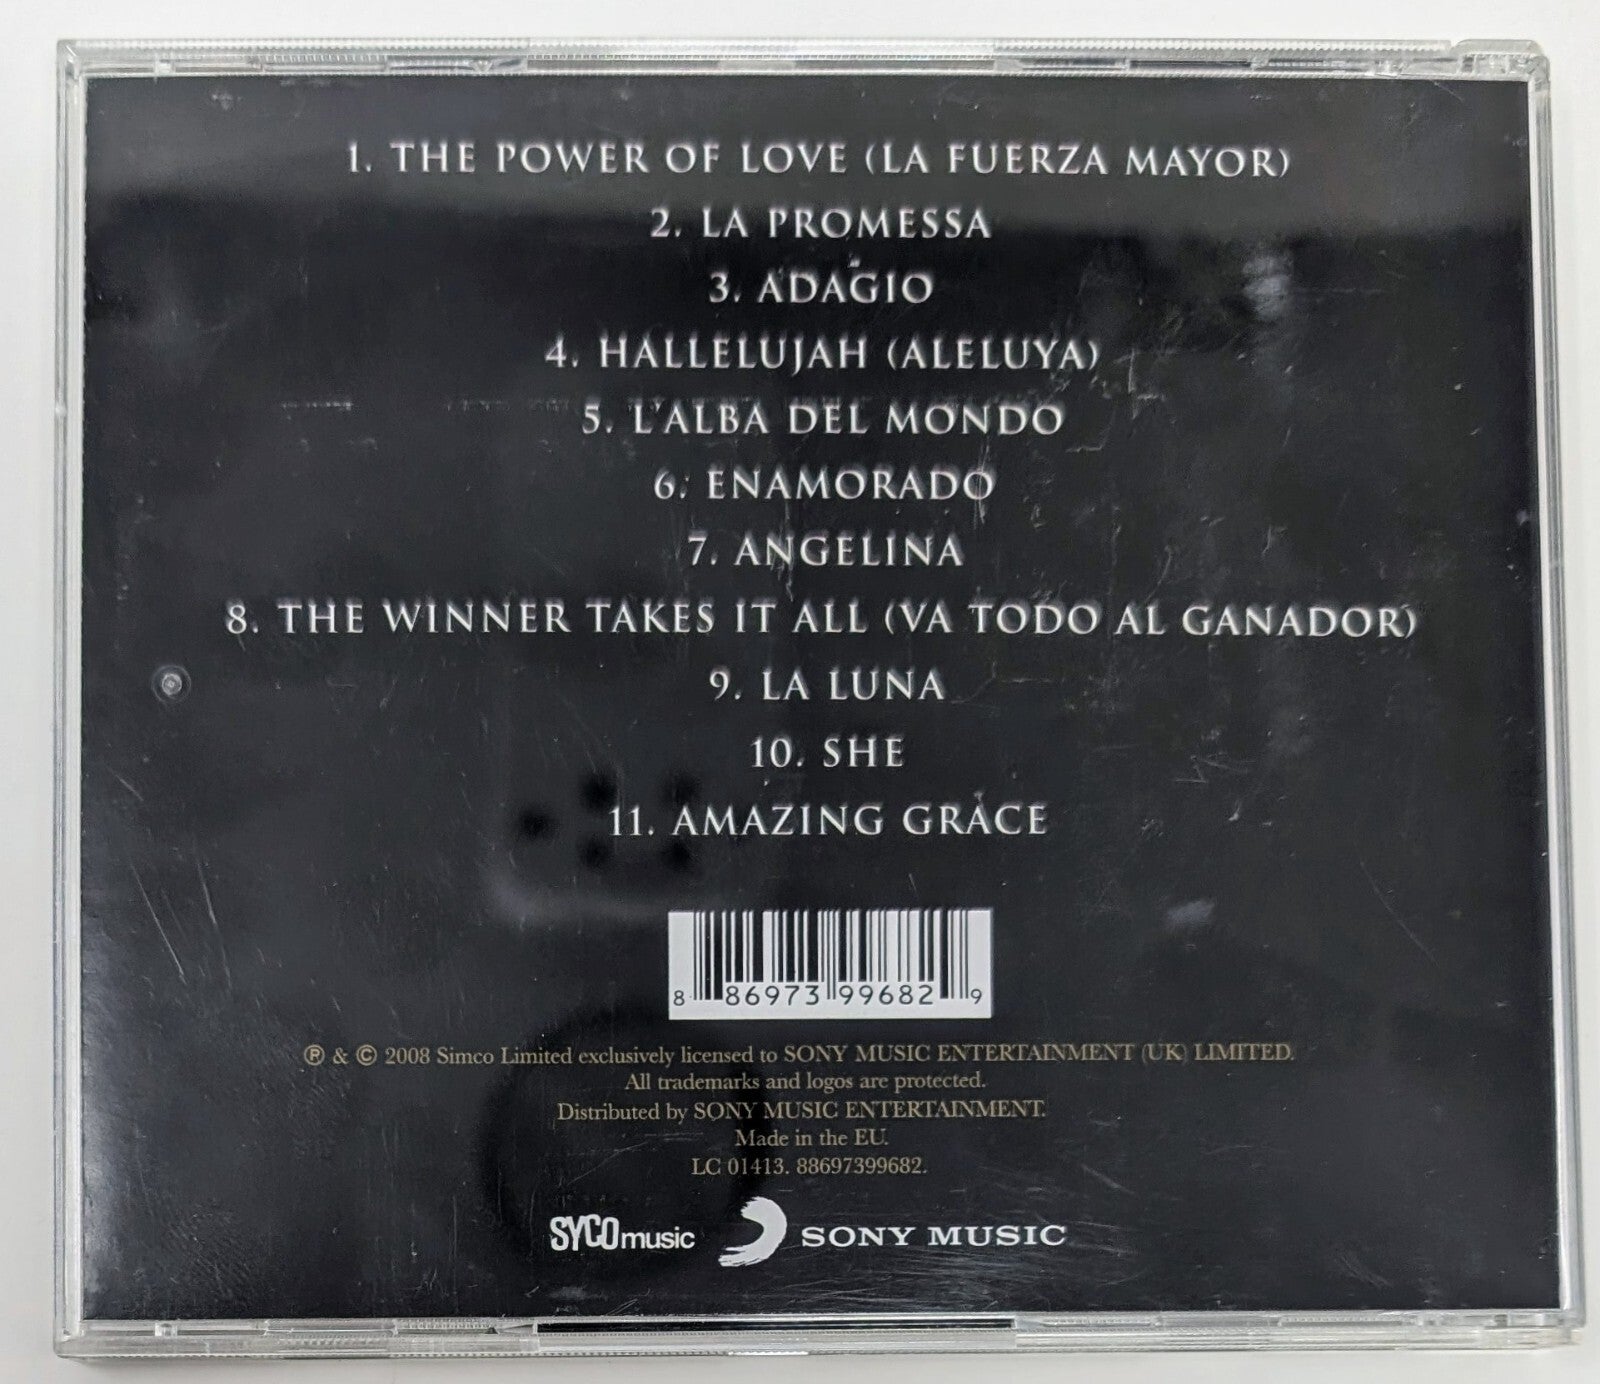 1. THE POWER OF LOVE (LA FUERZA MAYOR)
2. LA PROMESSA
3. ADAGIO
4. HALLELUJAH (ALELUYA)
5. L'ALBA DEL MONDO
6. ENAMORADO
7. ANGELINA
8. THE WINNER TAKES IT ALL (VA TODO AL GANADOR)
9. LA LUNA
10. SHE
11. AMAZING GRACE
8 86973 99682 9
℗ & © 2008 Simco Limited exclusively licensed to SONY MUSIC ENTERTAINMENT (UK) LIMITED.
All trademarks and logos are protected.
Distributed by SONY MUSIC ENTERTAINMENT.
Made in the EU.
LC 01413. 88697399682.
SYCOmusic SONY MUSIC